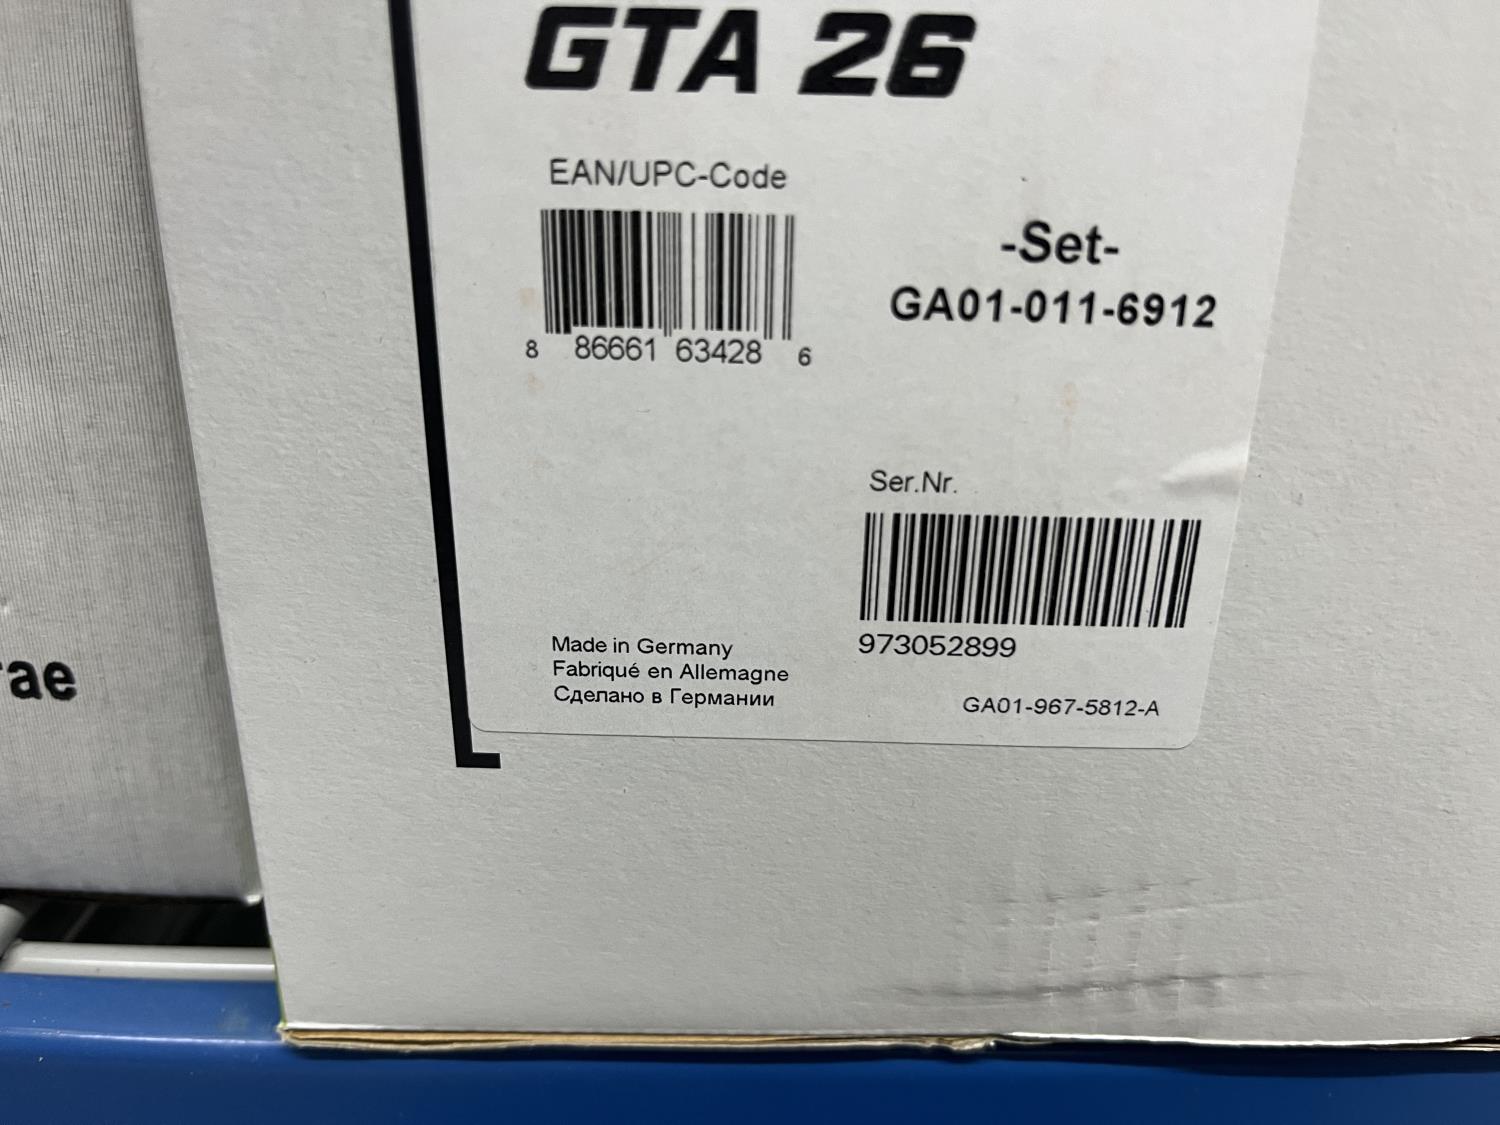 GTA 26
EAN/UPC-Code
8 86661 63428 6
-Set-
GA01-011-6912
Ser.Nr.
973052899
Made in Germany
Fabriqué en Allemagne
Сделано в Германии
GA01-967-5812-A